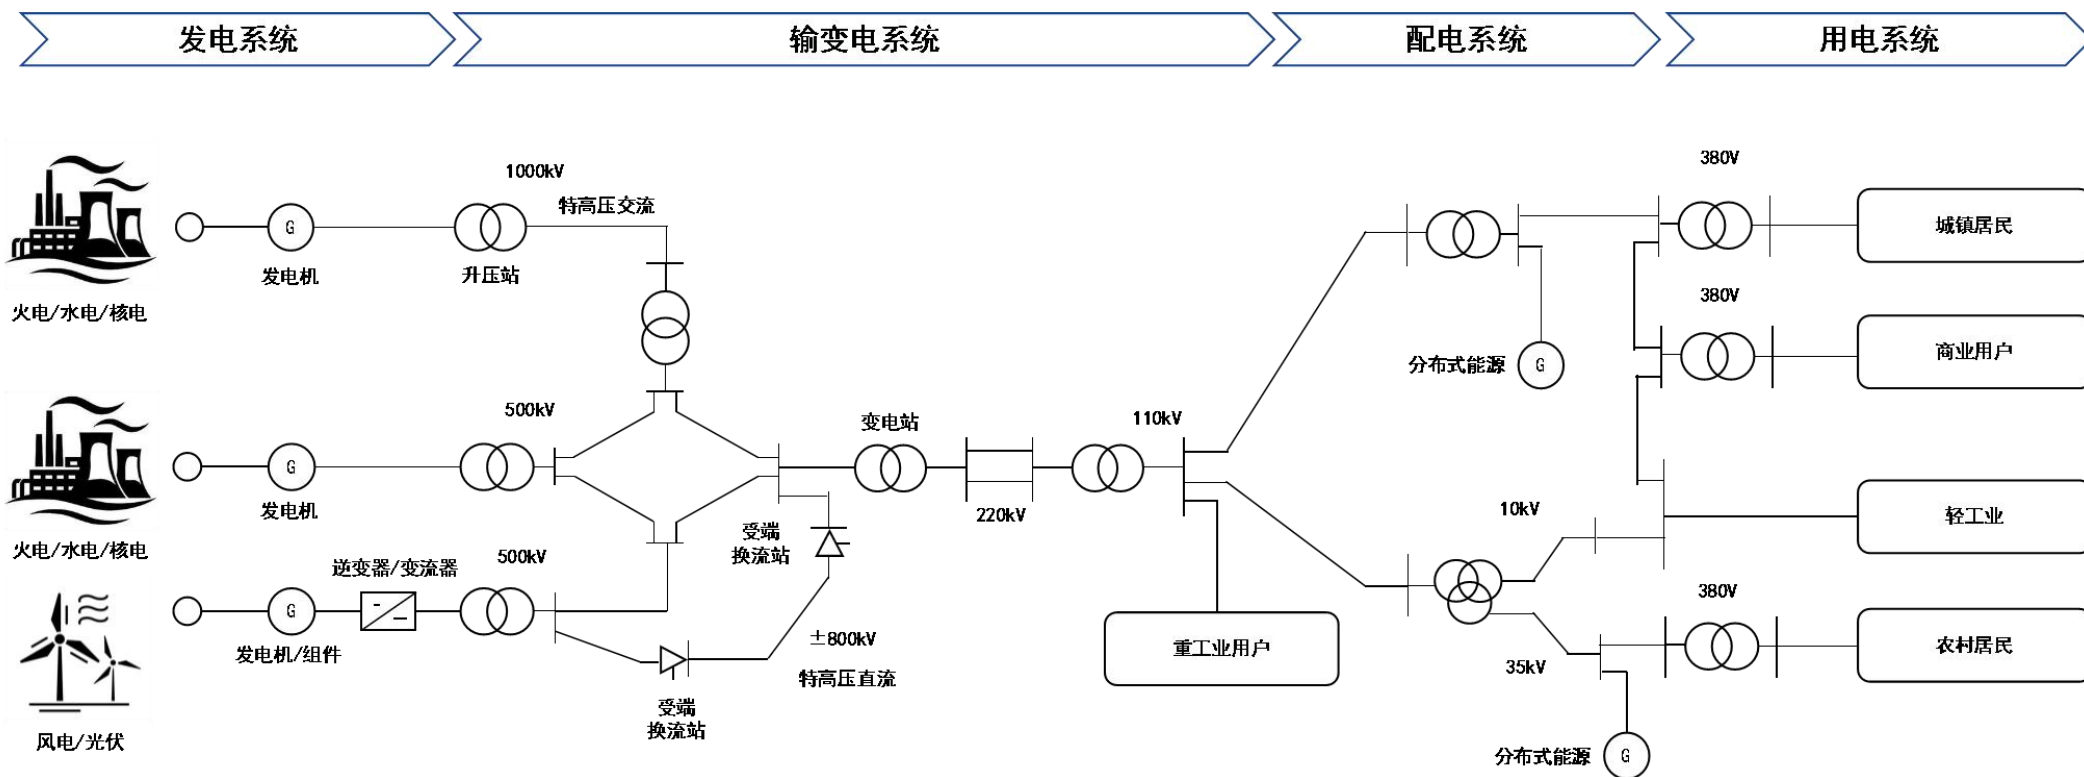 发电系统
输变电系统
配电系统
用电系统
1000kV
特高压交流
G
发电机
升压站
火电/水电/核电
380V
城镇居民
380V
分布式能源
G
商业用户
500kV
G
发电机
火电/水电/核电
变电站
220kV
110kV
受端
换流站
10kV
轻工业
逆变器/变流器
500kV
G
-
-
发电机/组件
±800kV
特高压直流
受端
换流站
风电/光伏
重工业用户
380V
35kV
农村居民
分布式能源
G